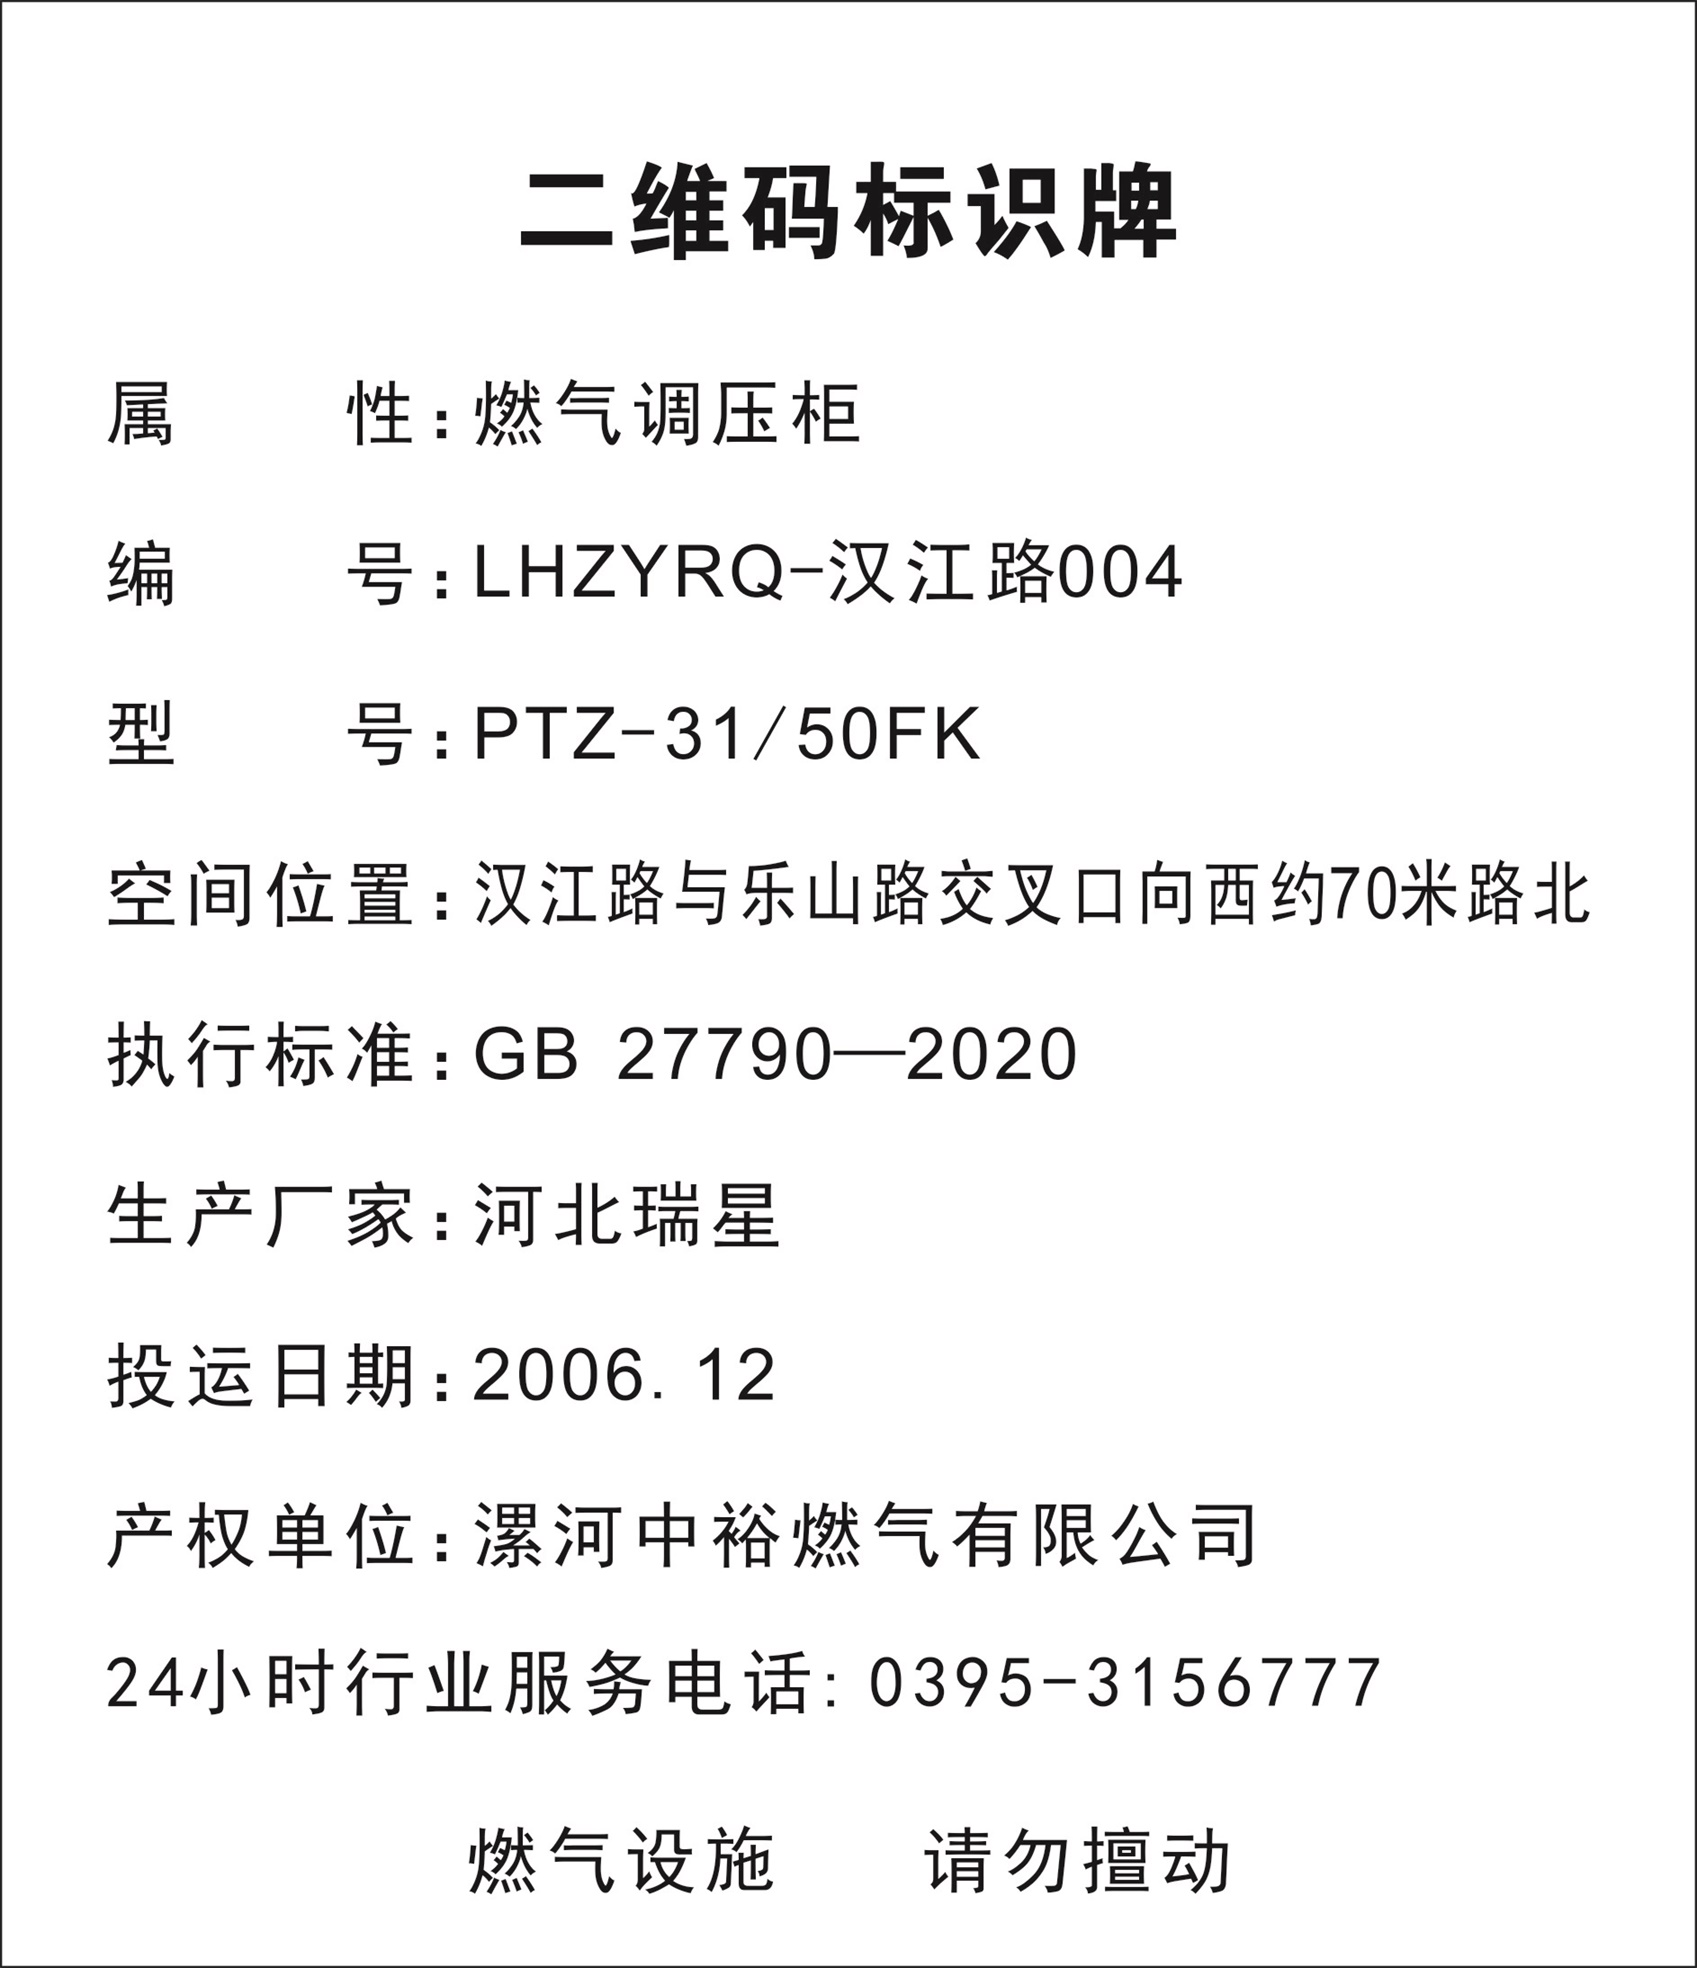 二维码标识牌
属 性:燃气调压柜
编 号:LHZYRQ-汉江路004
型 号:PTZ-31/50FK
空间位置:汉江路与乐山路交叉口向西约70米路北
执行标准:GB 27790—2020
生产厂家:河北瑞星
投运日期:2006.12
产权单位:漯河中裕燃气有限公司
24小时行业服务电话: 0395-3156777
燃气设施 请勿擅动